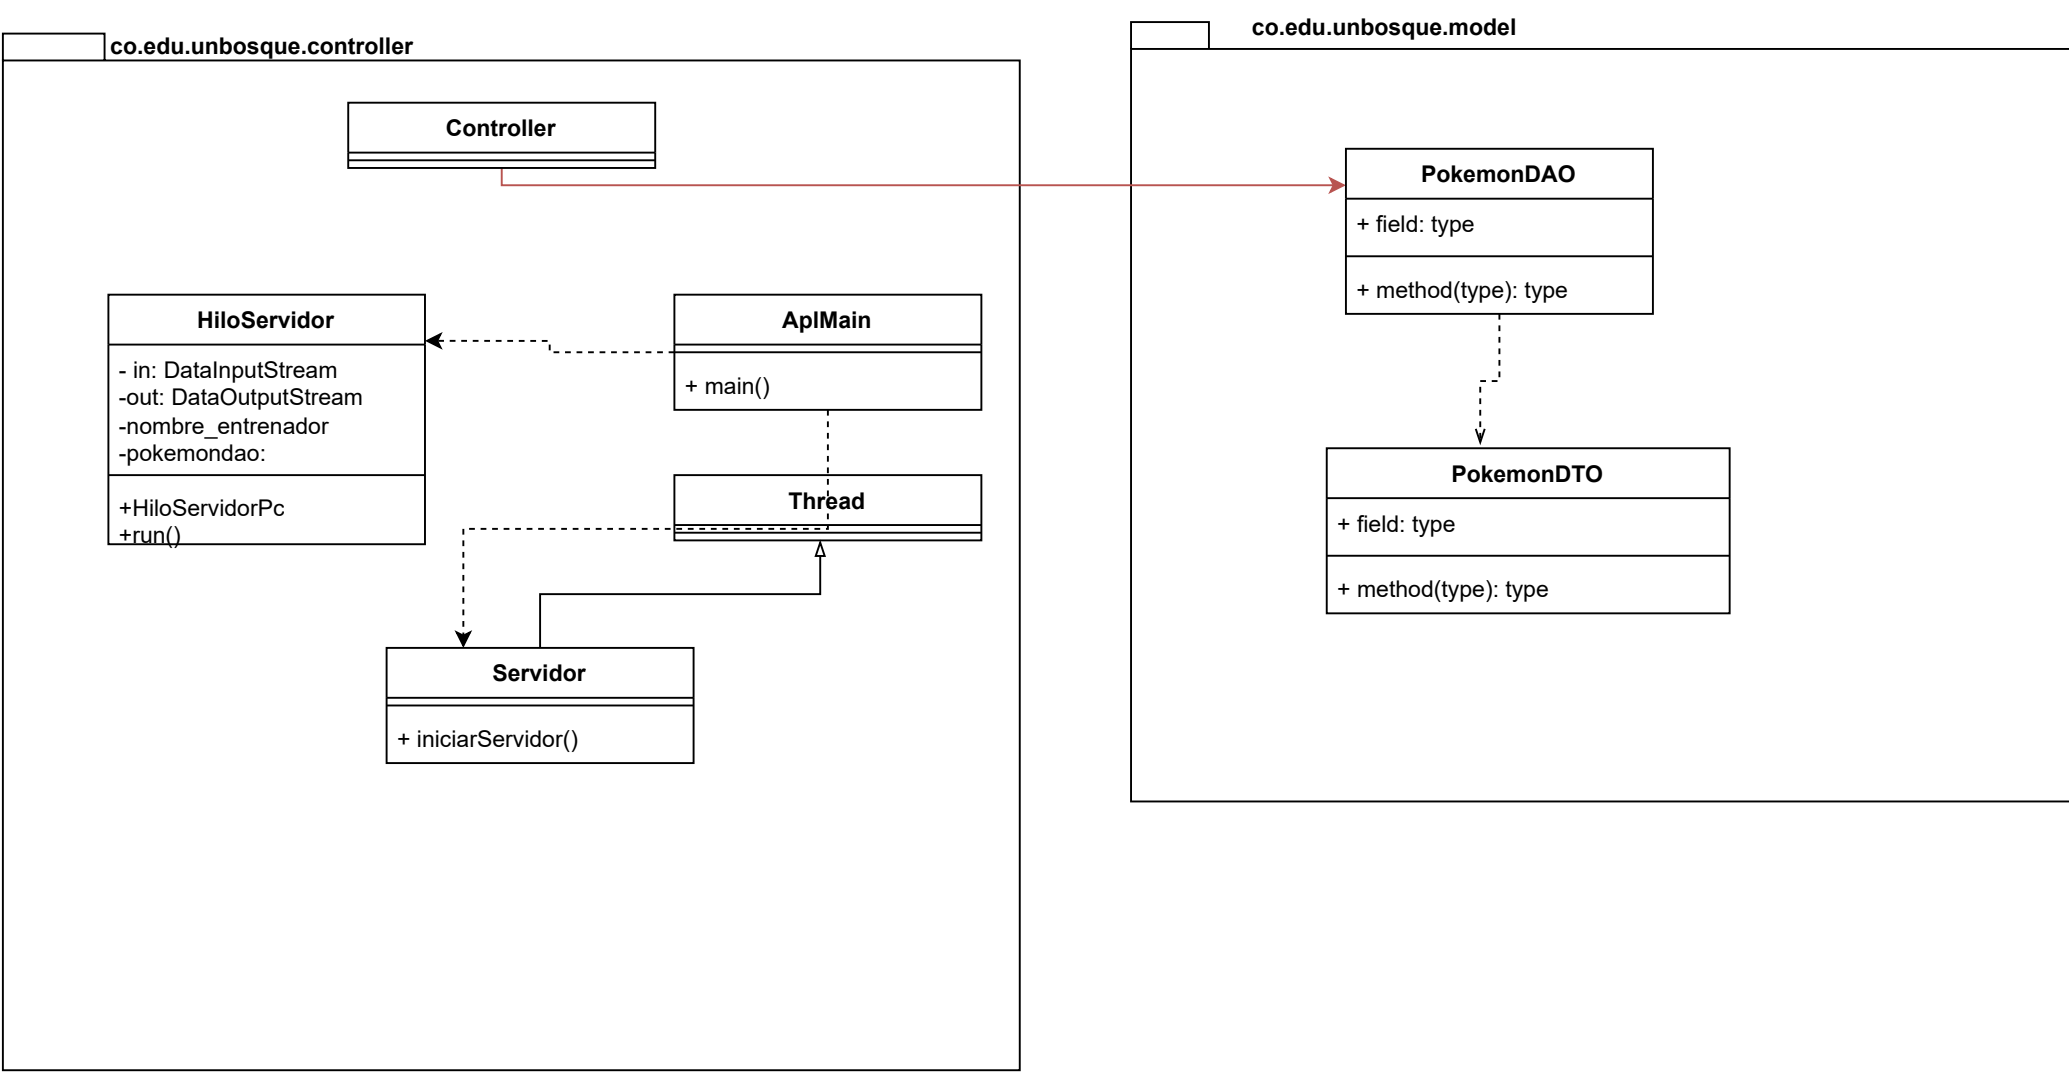 co.edu.unbosque.controller
Controller
HiloServidor
- in: DataInputStream
-out: DataOutputStream
-nombre_entrenador
-pokemondao:
+HiloServidorPc
+run()
AplMain
+ main()
Thread
Servidor
+ iniciarServidor()
co.edu.unbosque.model
PokemonDAO
+ field: type
+ method(type): type
PokemonDTO
+ field: type
+ method(type): type